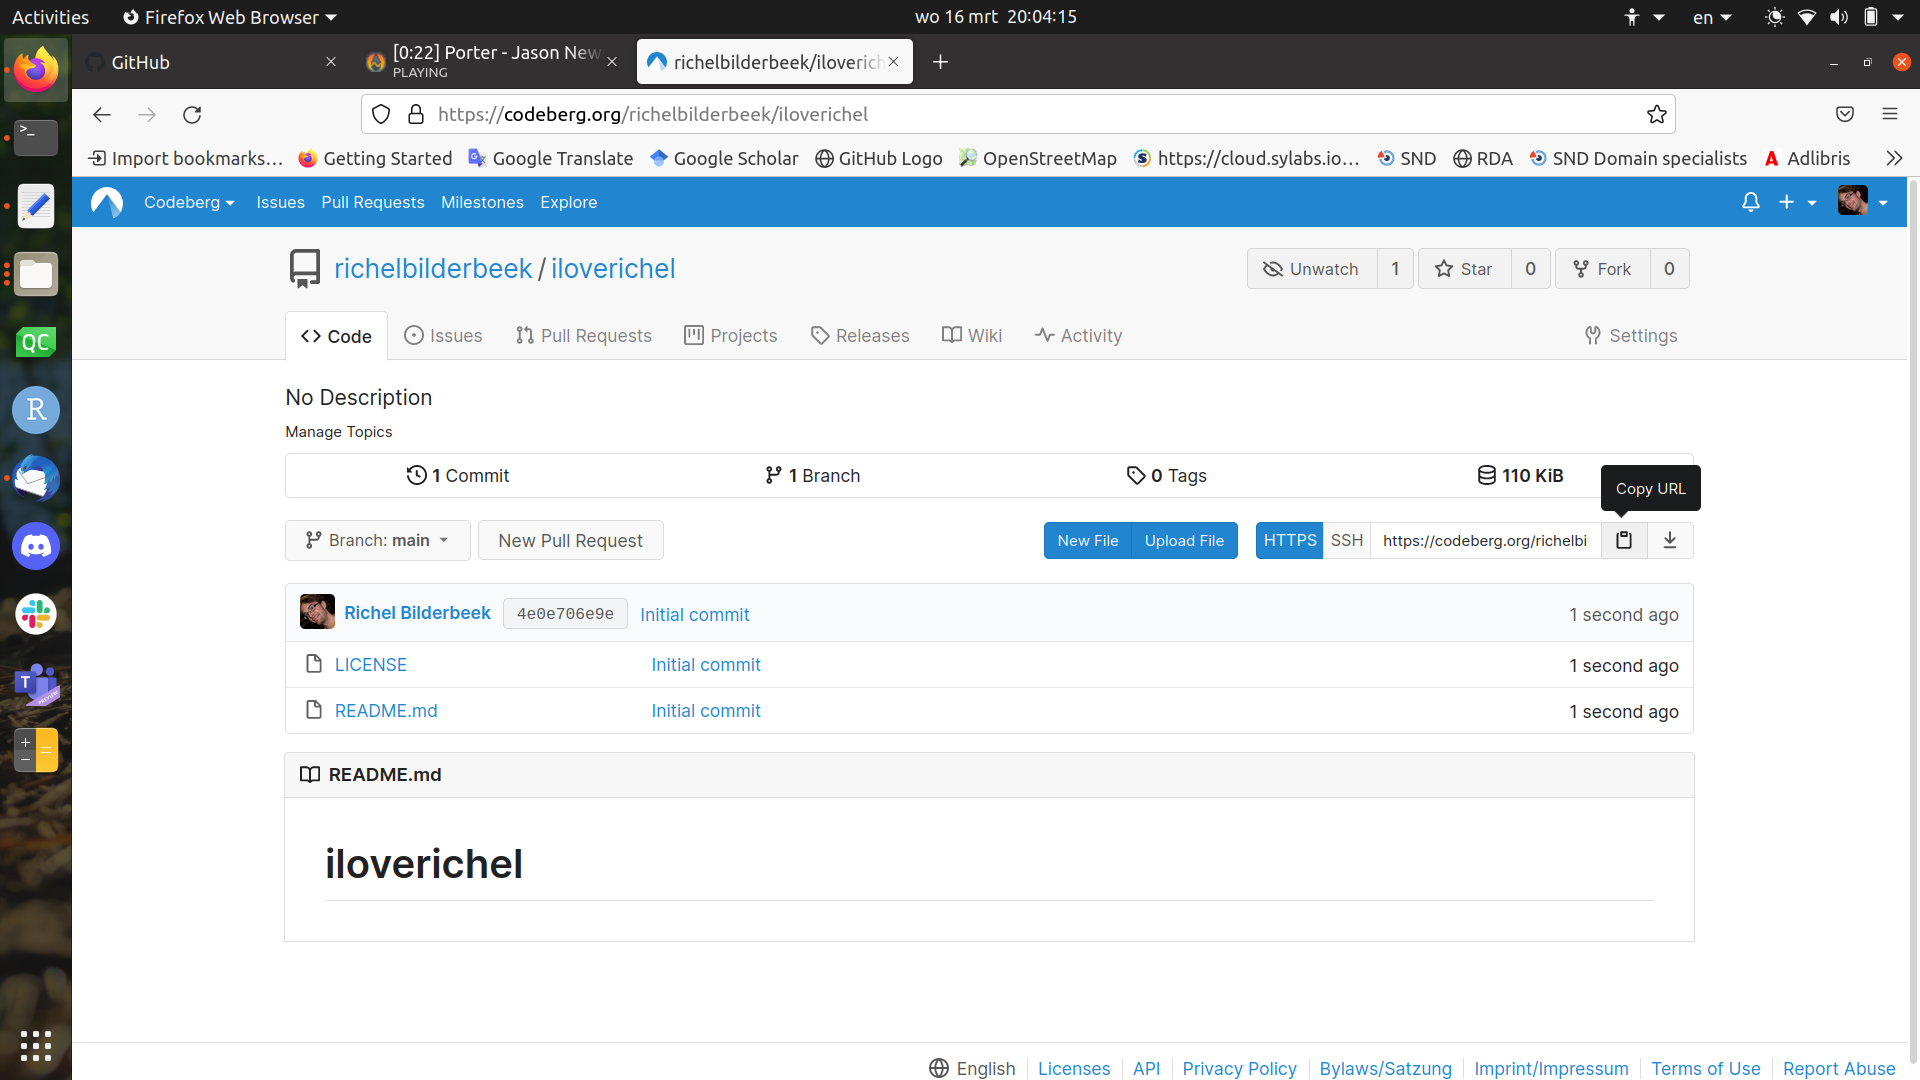 Activities Firefox Web Browser wo 16 mrt 20:04:15 en
GitHub [0:22] Porter - Jason New richelbilderbeek/iloverich
PLAYING
https://codeberg.org/richelbilderbeek/iloverichel
Import bookmarks… Getting Started Google Translate Google Scholar GitHub Logo OpenStreetMap https://cloud.sylabs.io… SND RDA SND Domain specialists Adlibris
Codeberg Issues Pull Requests Milestones Explore
richelbilderbeek / iloverichel Unwatch 1 Star 0 Fork 0
Code Issues Pull Requests Projects Releases Wiki Activity Settings
No Description
Manage Topics
1 Commit 1 Branch 0 Tags 110 KiB
Copy URL
Branch: main New Pull Request New File Upload File HTTPS SSH https://codeberg.org/richelbi
Richel Bilderbeek 4e0e706e9e Initial commit 1 second ago
LICENSE Initial commit 1 second ago
README.md Initial commit 1 second ago
README.md
iloverichel
English Licenses API Privacy Policy Bylaws/Satzung Imprint/Impressum Terms of Use Report Abuse
QC
R
T